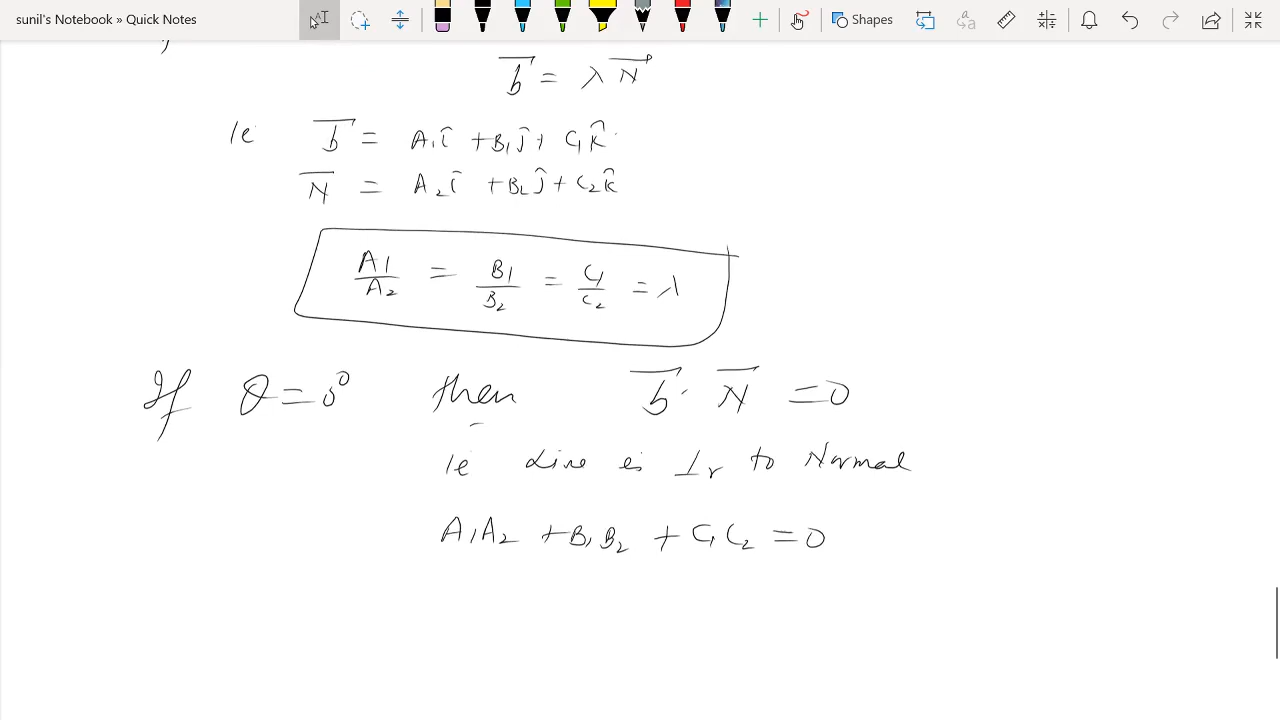 sunil's Notebook » Quick Notes
Shapes
b = λ N
ie b = A₁î + B₁ĵ + C₁k̂
N = A₂î + B₂ĵ + C₂k̂
A1/A₂ = B1/B₂ = C1/C₂ = λ
If θ = 0⁰ then b · N = 0
ie Line is ⊥r to Normal
A₁A₂ + B₁B₂ + C₁C₂ = 0